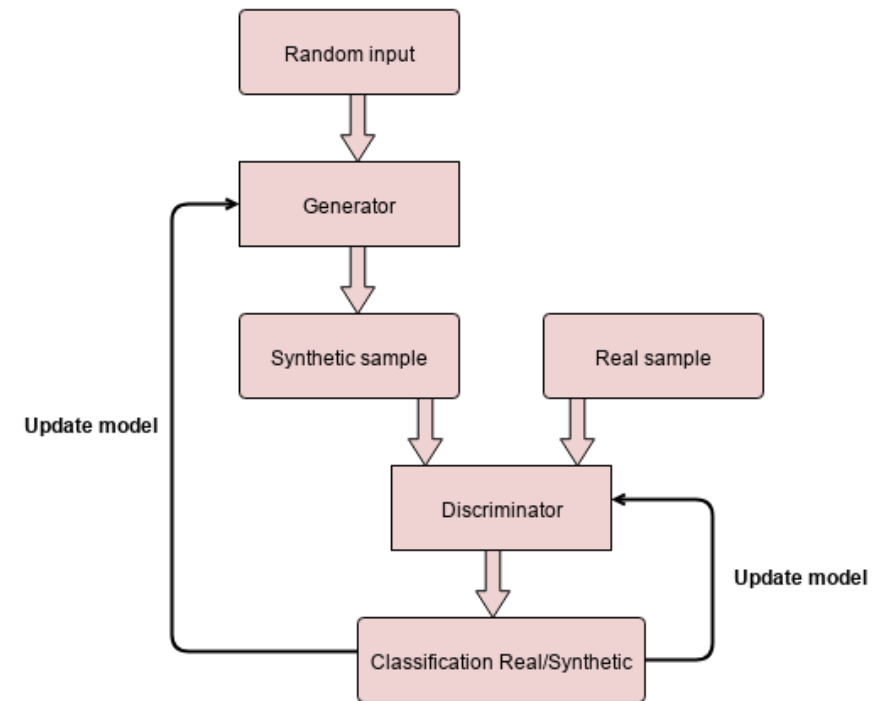 Random input
Generator
Synthetic sample
Real sample
Update model
Discriminator
Update model
Classification Real/Synthetic